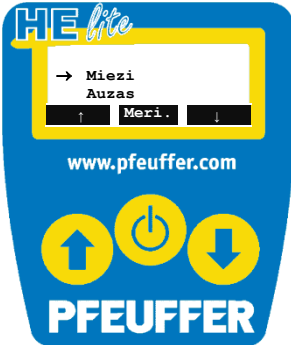 HE lite
→ Miezi
Auzas
↑ Meri. ↓
www.pfeuffer.com
PFEUFFER